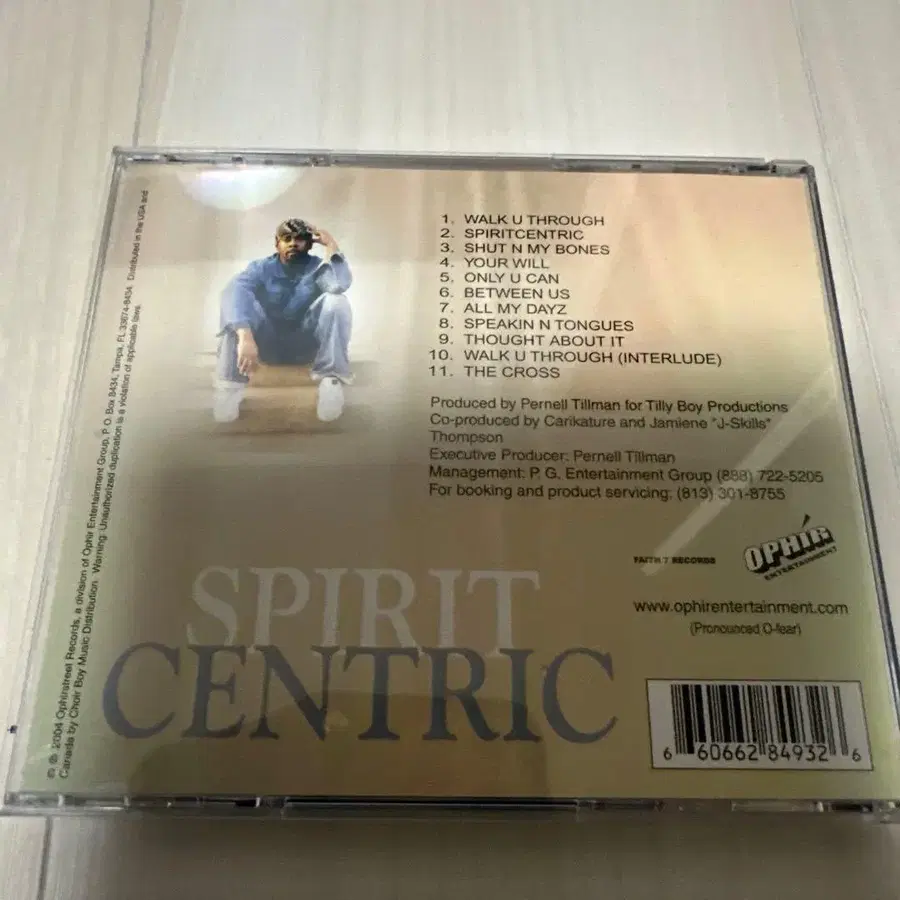 1. WALK U THROUGH
2. SPIRITCENTRIC
3. SHUT N MY BONES
4. YOUR WILL
5. ONLY U CAN
6. BETWEEN US
7. ALL MY DAYZ
8. SPEAKIN N TONGUES
9. THOUGHT ABOUT IT
10. WALK U THROUGH (INTERLUDE)
11. THE CROSS
Produced by Pernell Tillman for Tilly Boy Productions
Co-produced by Carikature and Jamiene "J-Skills"
Thompson
Executive Producer: Pernell Tillman
Management: P. G. Entertainment Group (888) 722-5205
For booking and product servicing: (813) 301-8755
FAITH 7 RECORDS
OPHÍR
ENTERTAINMENT
www.ophirentertainment.com
(Pronounced O-fear)
SPIRIT
CENTRIC
6 60662 84932 6
© ℗ 2004 Ophirstreet Records, a division of Ophir Entertainment Group, P. O. Box 8434, Tampa, FL 33674-8434. Distributed in the USA and
Canada by Choir Boy Music Distribution. Warning: Unauthorized duplication is a violation of applicable laws.